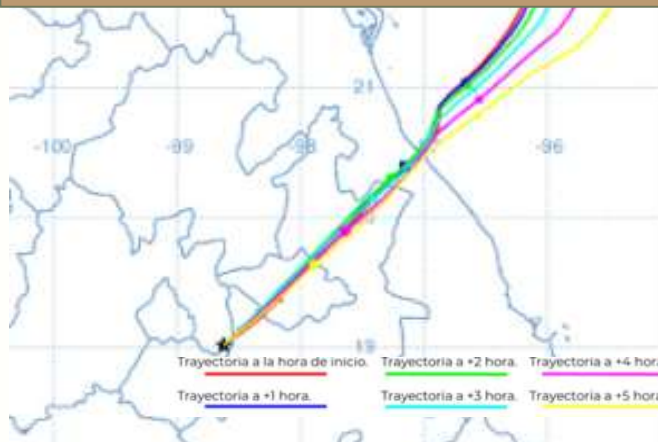 21
-100 -99 -98 -96
19
Trayectoria a la hora de inicio. Trayectoria a +2 hora. Trayectoria a +4 hora
Trayectoria a +1 hora. Trayectoria a +3 hora. Trayectoria a +5 hora